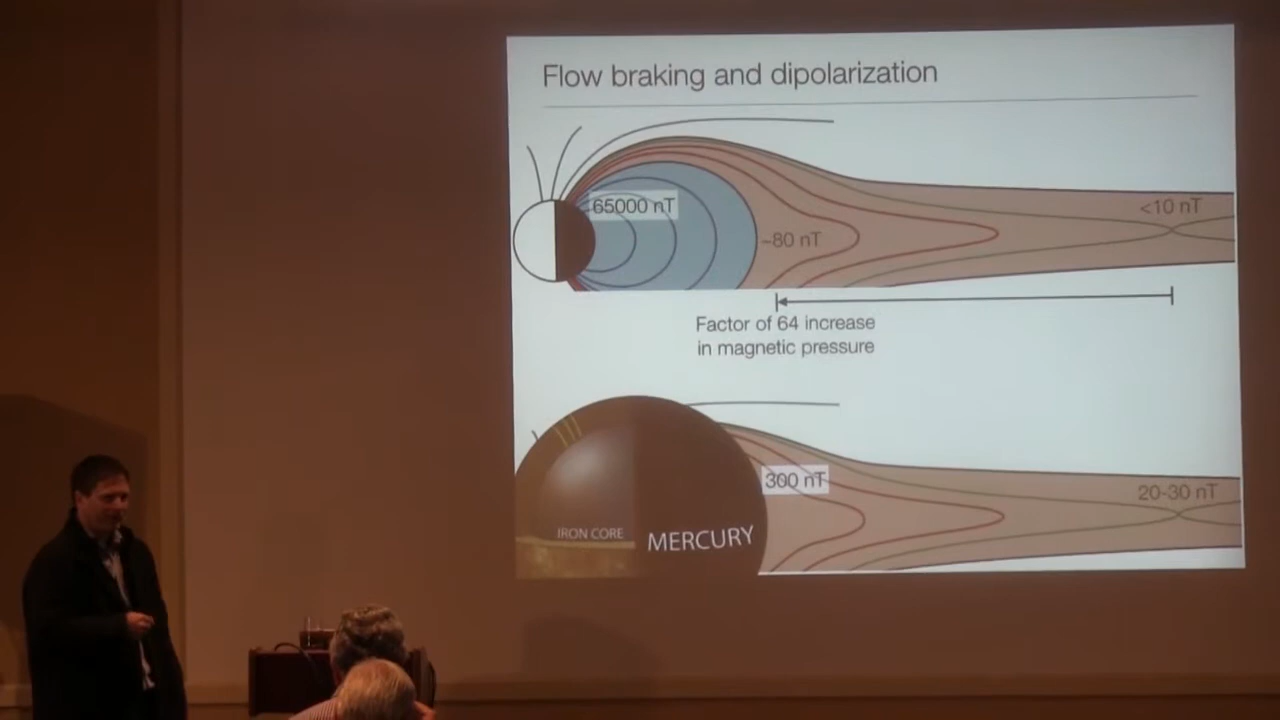 Flow braking and dipolarization
65000 nT
<10 nT
~80 nT
Factor of 64 increase
in magnetic pressure
300 nT
20-30 nT
IRON CORE
MERCURY